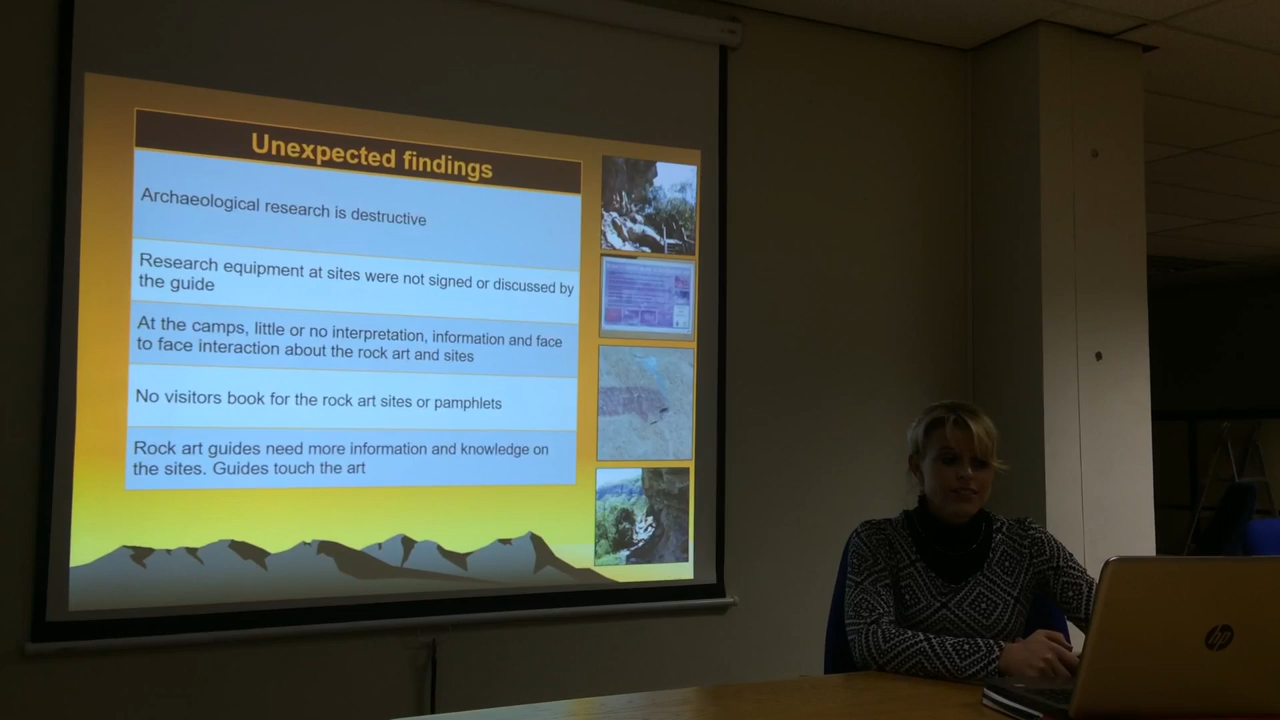 Unexpected findings
Archaeological research is destructive
Research equipment at sites were not signed or discussed by
the guide
At the camps, little or no interpretation, information and face
to face interaction about the rock art and sites
No visitors book for the rock art sites or pamphlets
Rock art guides need more information and knowledge on
the sites. Guides touch the art
hp